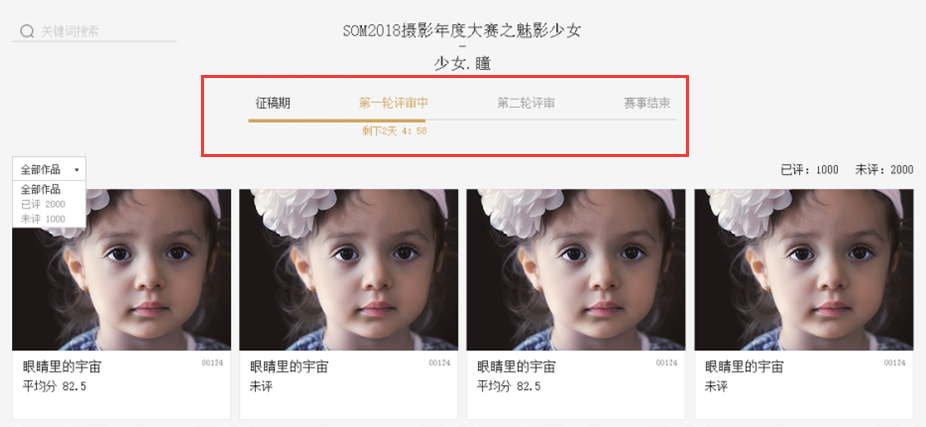 关键词搜索
SOM2018摄影年度大赛之魅影少女
–
少女.瞳
征稿期 第一轮评审中 第二轮评审 赛事结束
剩下2天 4: 58
全部作品
已评: 1000 未评: 2000
全部作品
已评 2000
未评 1000
眼睛里的宇宙 00124
平均分 82.5
眼睛里的宇宙 00124
未评
眼睛里的宇宙 00124
平均分 82.5
眼睛里的宇宙 00124
未评